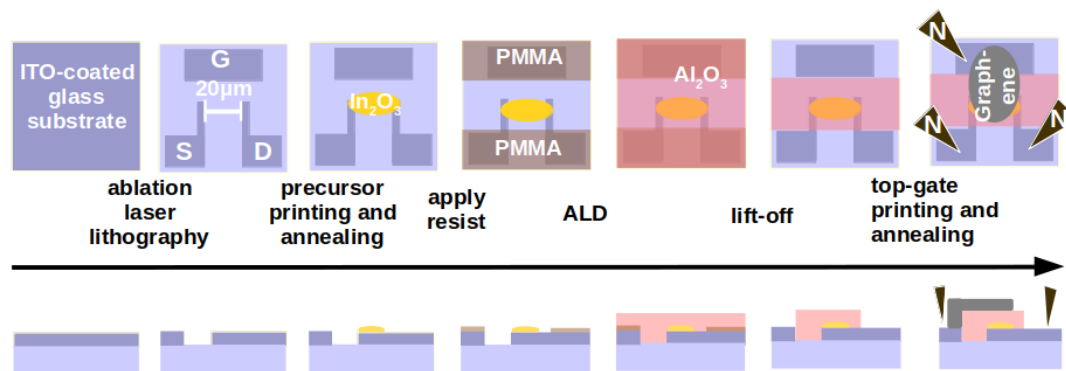 ITO-coated
glass
substrate
G
20µm
S
D
In₂O₃
PMMA
PMMA
Al₂O₃
N
N
N
Graph-
ene
ablation
laser
lithography
precursor
printing and
annealing
apply
resist
ALD
lift-off
top-gate
printing and
annealing